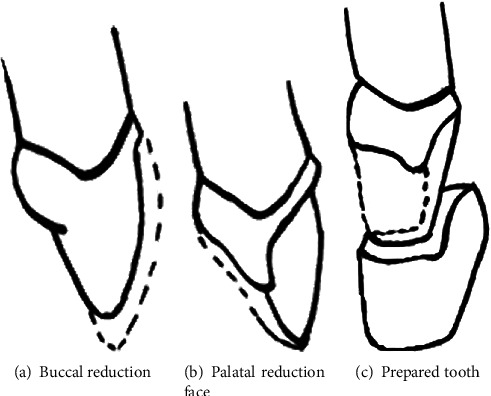 (a) Buccal reduction
(b) Palatal reduction
face
(c) Prepared tooth